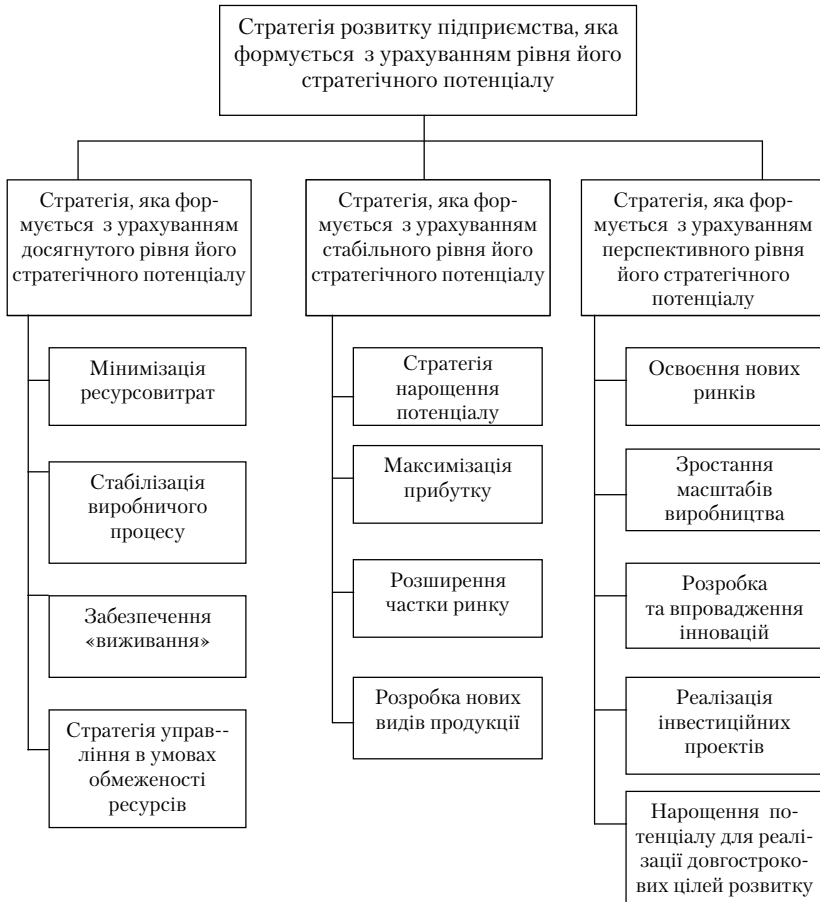 Стратегія розвитку підприємства, яка
формується з урахуванням рівня його
стратегічного потенціалу
Стратегія, яка фор-
мується з урахуванням
досягнутого рівня його
стратегічного потенціалу
Мінімізація
ресурсовитрат
Стабілізація
виробничого
процесу
Забезпечення
«виживання»
Стратегія управ--
ління в умовах
обмеженості
ресурсів
Стратегія, яка фор-
мується з урахуванням
стабільного рівня його
стратегічного потенціалу
Стратегія
нарощення
потенціалу
Максимізація
прибутку
Розширення
частки ринку
Розробка нових
видів продукції
Стратегія, яка фор-
мується з урахуванням
перспективного рівня
його стратегічного
потенціалу
Освоєння нових
ринків
Зростання
масштабів
виробництва
Розробка
та впровадження
інновацій
Реалізація
інвестиційних
проектів
Нарощення по-
тенціалу для реалі-
зації довгостроко-
вих цілей розвитку